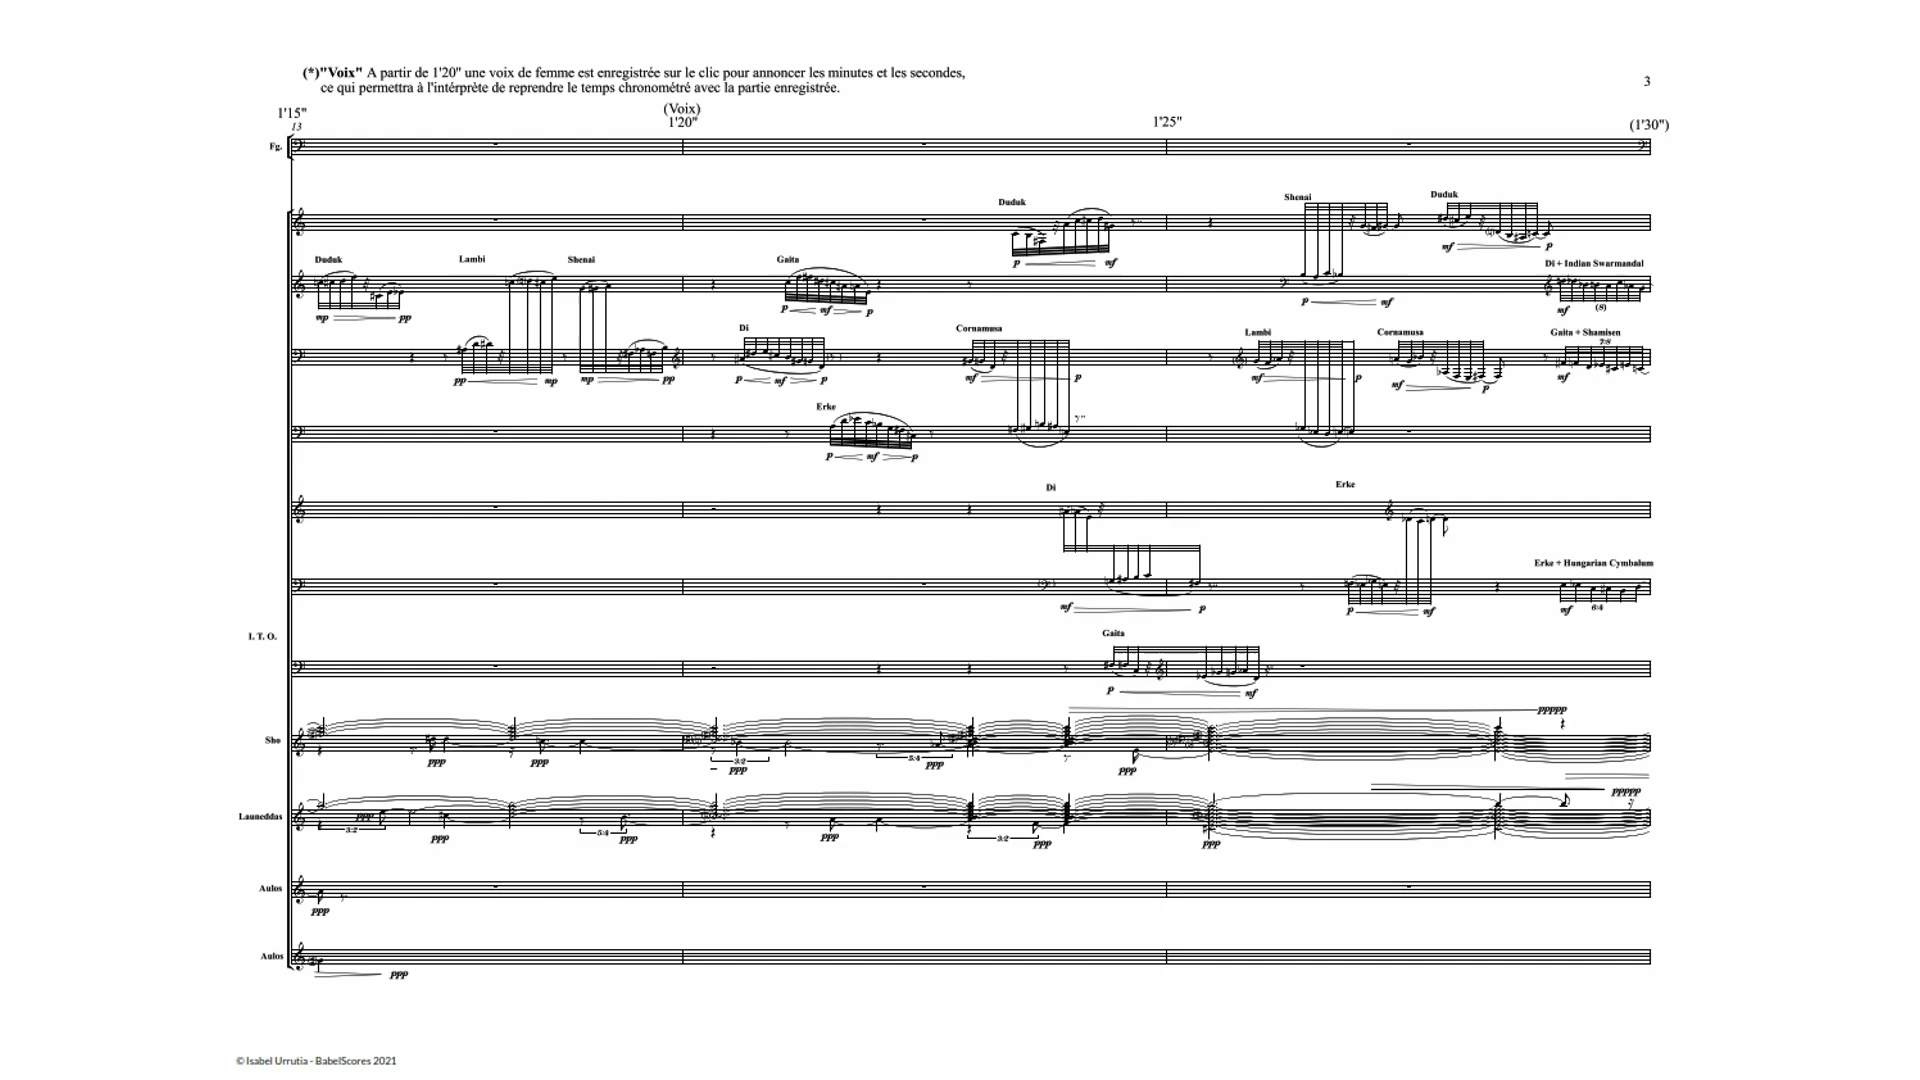 (*)"Voix" A partir de 1'20" une voix de femme est enregistrée sur le clic pour annoncer les minutes et les secondes,
ce qui permettra à l'intérprète de reprendre le temps chronométré avec la partie enregistrée.
3
1'15"
(Voix)
1'20"
1'25"
(1'30")
13
Fg.
Duduk
Shenai
Duduk
p
mf
mf
p
Duduk
Lambi
Shenai
Gaita
Di + Indian Swarmandal
mp
pp
p
mf
p
p
mf
mf
(8)
Di
Cornamusa
Lambi
Cornamusa
Gaita + Shamisen
7:8
pp
mp
mp
pp
p
mf
p
mf
p
mf
p
mf
p
mf
Erke
p
mf
p
Di
Erke
Erke + Hungarian Cymbalum
mf
p
p
mf
mf
6:4
I. T. O.
Gaita
p
mf
ppppp
Sho
ppp
ppp
3:2
ppp
5:4
ppp
ppp
ppppp
Launeddas
ppp
3:2
ppp
5:4
ppp
ppp
3:2
ppp
ppp
Aulos
ppp
Aulos
ppp
© Isabel Urrutia - BabelScores 2021